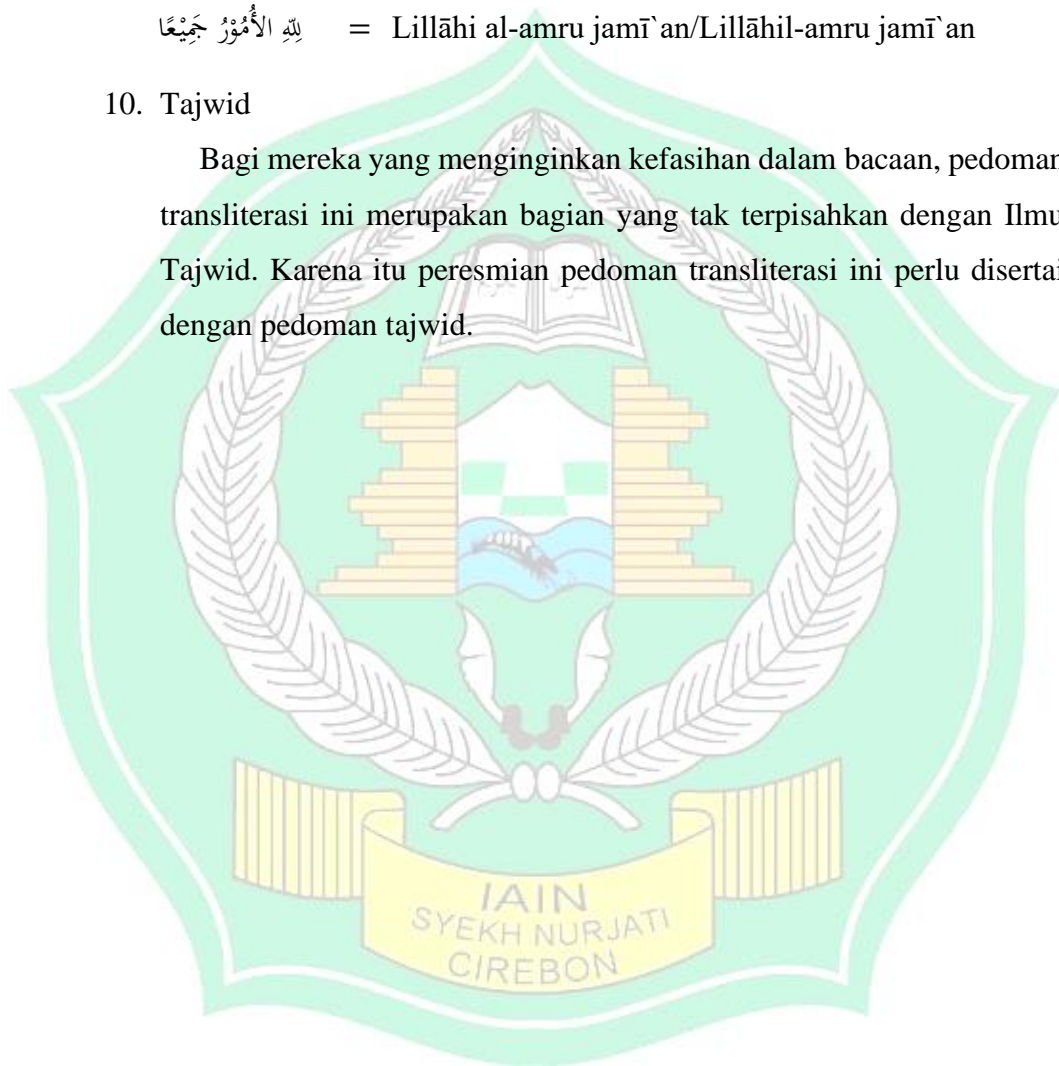 لِلّٰهِ الأُمُوْرُ جَمِيْعًا = Lillāhi al-amru jamī`an/Lillāhil-amru jamī`an
10. Tajwid
Bagi mereka yang menginginkan kefasihan dalam bacaan, pedoman
transliterasi ini merupakan bagian yang tak terpisahkan dengan Ilmu
Tajwid. Karena itu peresmian pedoman transliterasi ini perlu disertai
dengan pedoman tajwid.
IAIN
SYEKH NURJATI
CIREBON